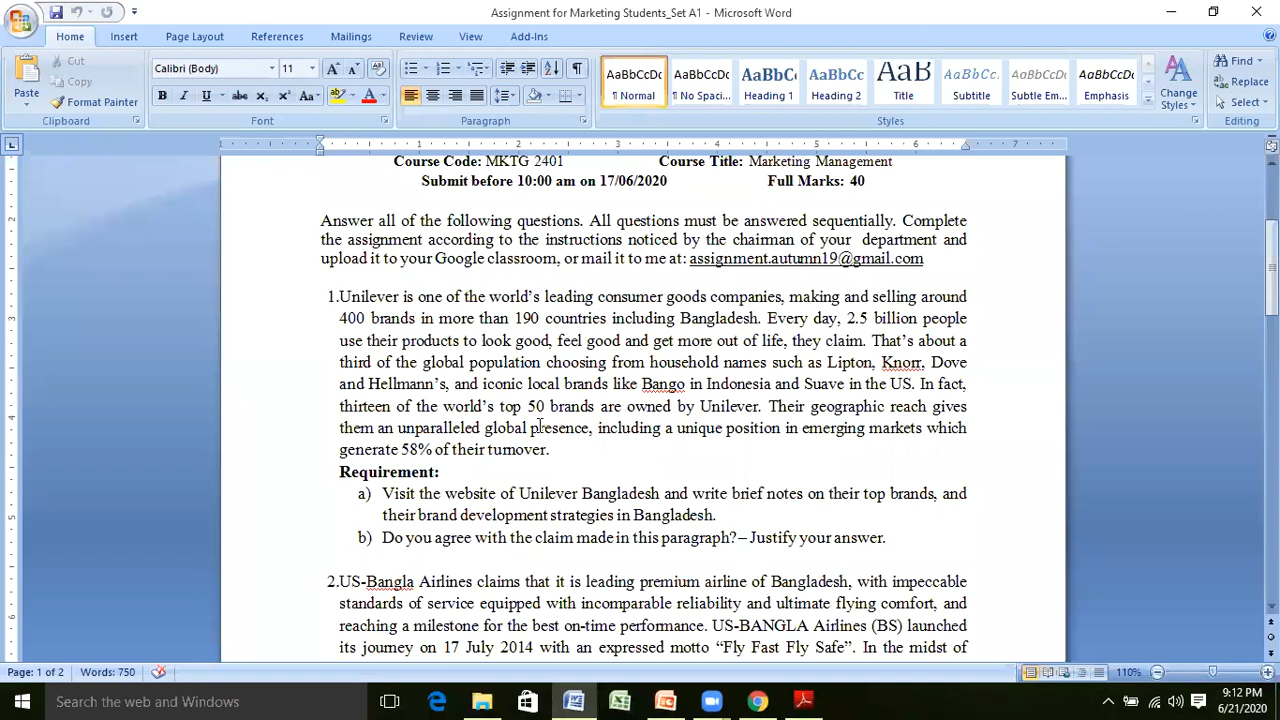 Assignment for Marketing Students_Set A1 - Microsoft Word
Home Insert Page Layout References Mailings Review View Add-Ins
Cut
Copy
Format Painter
Paste
Clipboard
Calibri (Body) 11
B I U abc x₂ x² Aa A
Font
Paragraph
AaBbCcDc AaBbCcDc AaBbCc AaBbCc AaB AaBbCcL AaBbCcDa AaBbCcDc
¶ Normal ¶ No Spaci... Heading 1 Heading 2 Title Subtitle Subtle Em... Emphasis
Styles
Change Styles
Find
Replace
Select
Editing
Course Code: MKTG 2401 Course Title: Marketing Management
Submit before 10:00 am on 17/06/2020 Full Marks: 40
Answer all of the following questions. All questions must be answered sequentially. Complete
the assignment according to the instructions noticed by the chairman of your department and
upload it to your Google classroom, or mail it to me at: assignment.autumn19@gmail.com
1.Unilever is one of the world's leading consumer goods companies, making and selling around
400 brands in more than 190 countries including Bangladesh. Every day, 2.5 billion people
use their products to look good, feel good and get more out of life, they claim. That's about a
third of the global population choosing from household names such as Lipton, Knorr, Dove
and Hellmann's, and iconic local brands like Bango in Indonesia and Suave in the US. In fact,
thirteen of the world's top 50 brands are owned by Unilever. Their geographic reach gives
them an unparalleled global presence, including a unique position in emerging markets which
generate 58% of their turnover.
Requirement:
a) Visit the website of Unilever Bangladesh and write brief notes on their top brands, and
their brand development strategies in Bangladesh.
b) Do you agree with the claim made in this paragraph? – Justify your answer.
2.US-Bangla Airlines claims that it is leading premium airline of Bangladesh, with impeccable
standards of service equipped with incomparable reliability and ultimate flying comfort, and
reaching a milestone for the best on-time performance. US-BANGLA Airlines (BS) launched
its journey on 17 July 2014 with an expressed motto “Fly Fast Fly Safe”. In the midst of
Page: 1 of 2 Words: 750 110%
Search the web and Windows
9:12 PM
6/21/2020